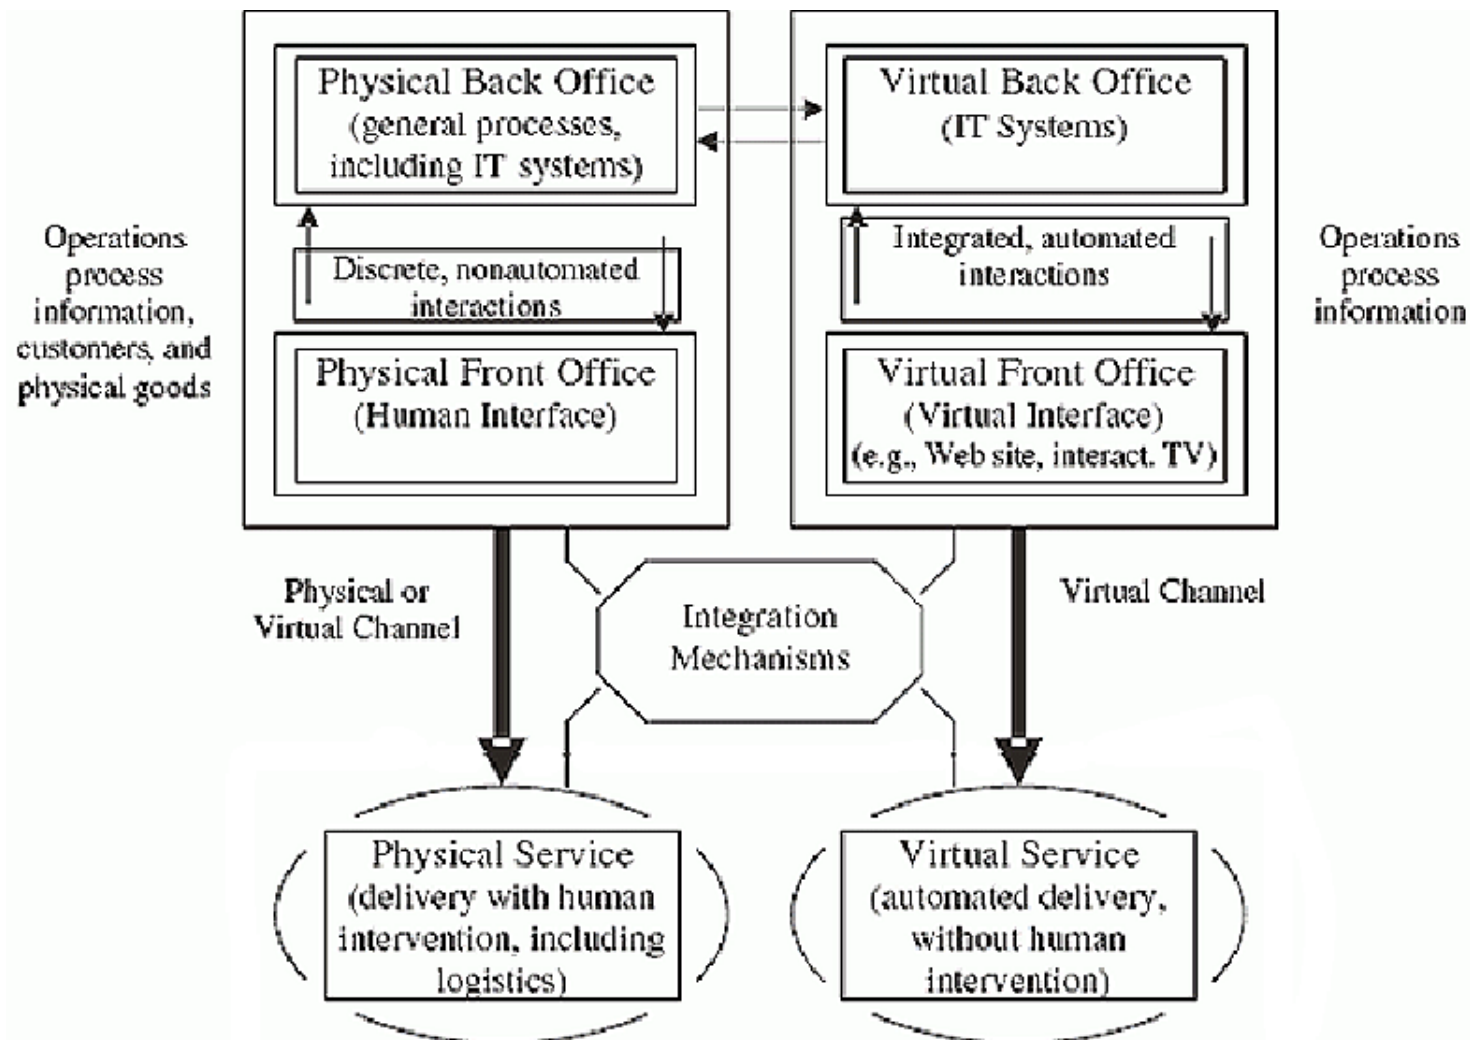 Physical Back Office
(general processes,
including IT systems)
Virtual Back Office
(IT Systems)
Operations
process
information,
customers, and
physical goods
Discrete, nonautomated
interactions
Integrated, automated
interactions
Operations
process
information
Physical Front Office
(Human Interface)
Virtual Front Office
(Virtual Interface)
(e.g., Web site, interact. TV)
Physical or
Virtual Channel
Integration
Mechanisms
Virtual Channel
Physical Service
(delivery with human
intervention, including
logistics)
Virtual Service
(automated delivery,
without human
intervention)